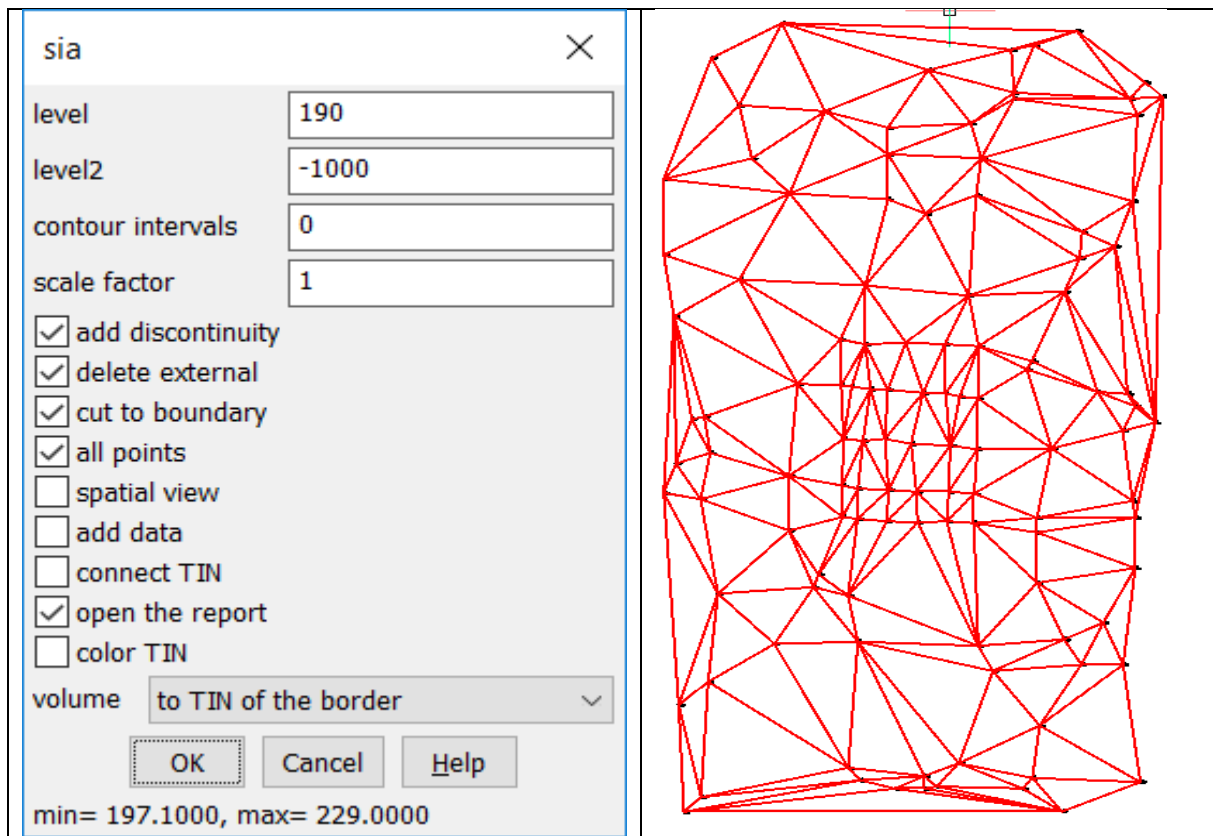 sia
level 190
level2 -1000
contour intervals 0
scale factor 1
add discontinuity
delete external
cut to boundary
all points
spatial view
add data
connect TIN
open the report
color TIN
volume to TIN of the border
OK Cancel Help
min= 197.1000, max= 229.0000